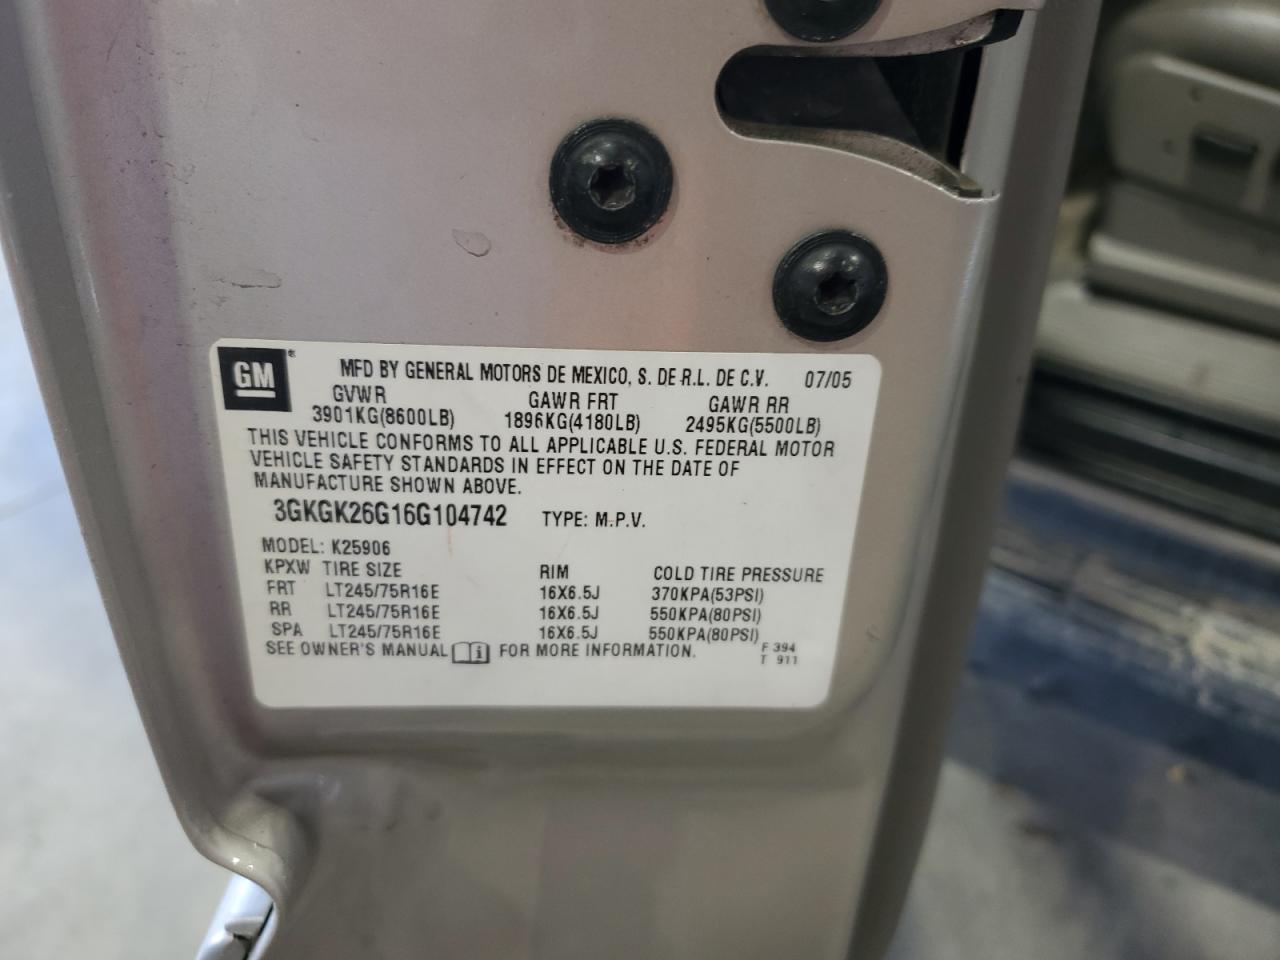 GM®
MFD BY GENERAL MOTORS DE MEXICO, S. DE R.L. DE C.V. 07/05
GVWR GAWR FRT GAWR RR
3901KG(8600LB) 1896KG(4180LB) 2495KG(5500LB)
THIS VEHICLE CONFORMS TO ALL APPLICABLE U.S. FEDERAL MOTOR
VEHICLE SAFETY STANDARDS IN EFFECT ON THE DATE OF
MANUFACTURE SHOWN ABOVE.
3GKGK26G16G104742 TYPE: M.P.V.
MODEL: K25906
KPXW TIRE SIZE RIM COLD TIRE PRESSURE
FRT LT245/75R16E 16X6.5J 370KPA(53PSI)
RR LT245/75R16E 16X6.5J 550KPA(80PSI)
SPA LT245/75R16E 16X6.5J 550KPA(80PSI)
SEE OWNER'S MANUAL i FOR MORE INFORMATION. F 394
T 911